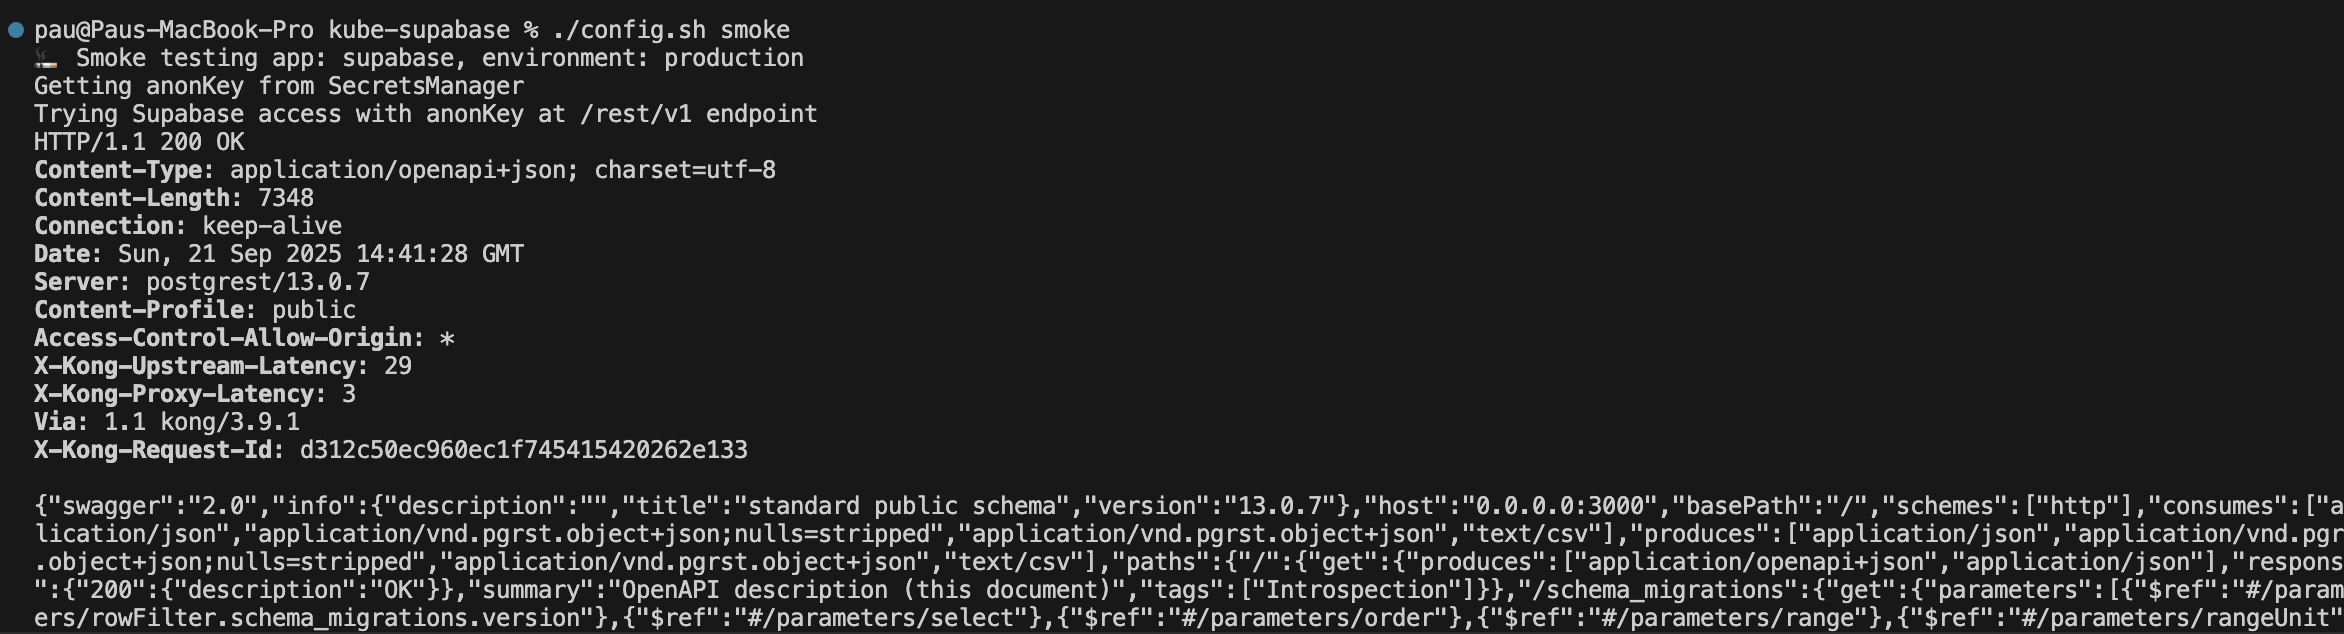 pau@Paus-MacBook-Pro kube-supabase % ./config.sh smoke
🚬 Smoke testing app: supabase, environment: production
Getting anonKey from SecretsManager
Trying Supabase access with anonKey at /rest/v1 endpoint
HTTP/1.1 200 OK
Content-Type: application/openapi+json; charset=utf-8
Content-Length: 7348
Connection: keep-alive
Date: Sun, 21 Sep 2025 14:41:28 GMT
Server: postgrest/13.0.7
Content-Profile: public
Access-Control-Allow-Origin: *
X-Kong-Upstream-Latency: 29
X-Kong-Proxy-Latency: 3
Via: 1.1 kong/3.9.1
X-Kong-Request-Id: d312c50ec960ec1f745415420262e133
{"swagger":"2.0","info":{"description":"","title":"standard public schema","version":"13.0.7"},"host":"0.0.0.0:3000","basePath":"/","schemes":["http"],"consumes":["a
lication/json","application/vnd.pgrst.object+json;nulls=stripped","application/vnd.pgrst.object+json","text/csv"],"produces":["application/json","application/vnd.pgr
.object+json;nulls=stripped","application/vnd.pgrst.object+json","text/csv"],"paths":{"/":{"get":{"produces":["application/openapi+json","application/json"],"respons
":{"200":{"description":"OK"}},"summary":"OpenAPI description (this document)","tags":["Introspection"]}},"/schema_migrations":{"get":{"parameters":[{"$ref":"#/param
ers/rowFilter.schema_migrations.version"},{"$ref":"#/parameters/select"},{"$ref":"#/parameters/order"},{"$ref":"#/parameters/range"},{"$ref":"#/parameters/rangeUnit"